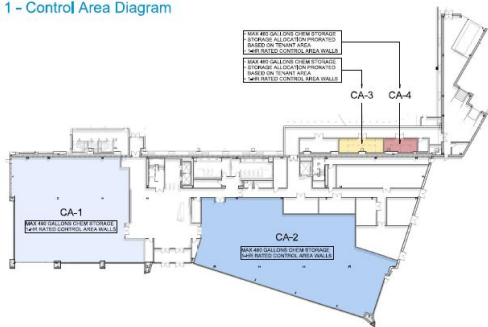 1 - Control Area Diagram
- MAX 480 GALLONS CHEM STORAGE
- STORAGE ALLOCATION PRORATED
BASED ON TENANT AREA
- 1-HR RATED CONTROL AREA WALLS
- MAX 480 GALLONS CHEM STORAGE
- STORAGE ALLOCATION PRORATED
BASED ON TENANT AREA
- 1-HR RATED CONTROL AREA WALLS
CA-3 CA-4
CA-1
MAX 480 GALLONS CHEM STORAGE
1-HR RATED CONTROL AREA WALLS
CA-2
MAX 480 GALLONS CHEM STORAGE
1-HR RATED CONTROL AREA WALLS